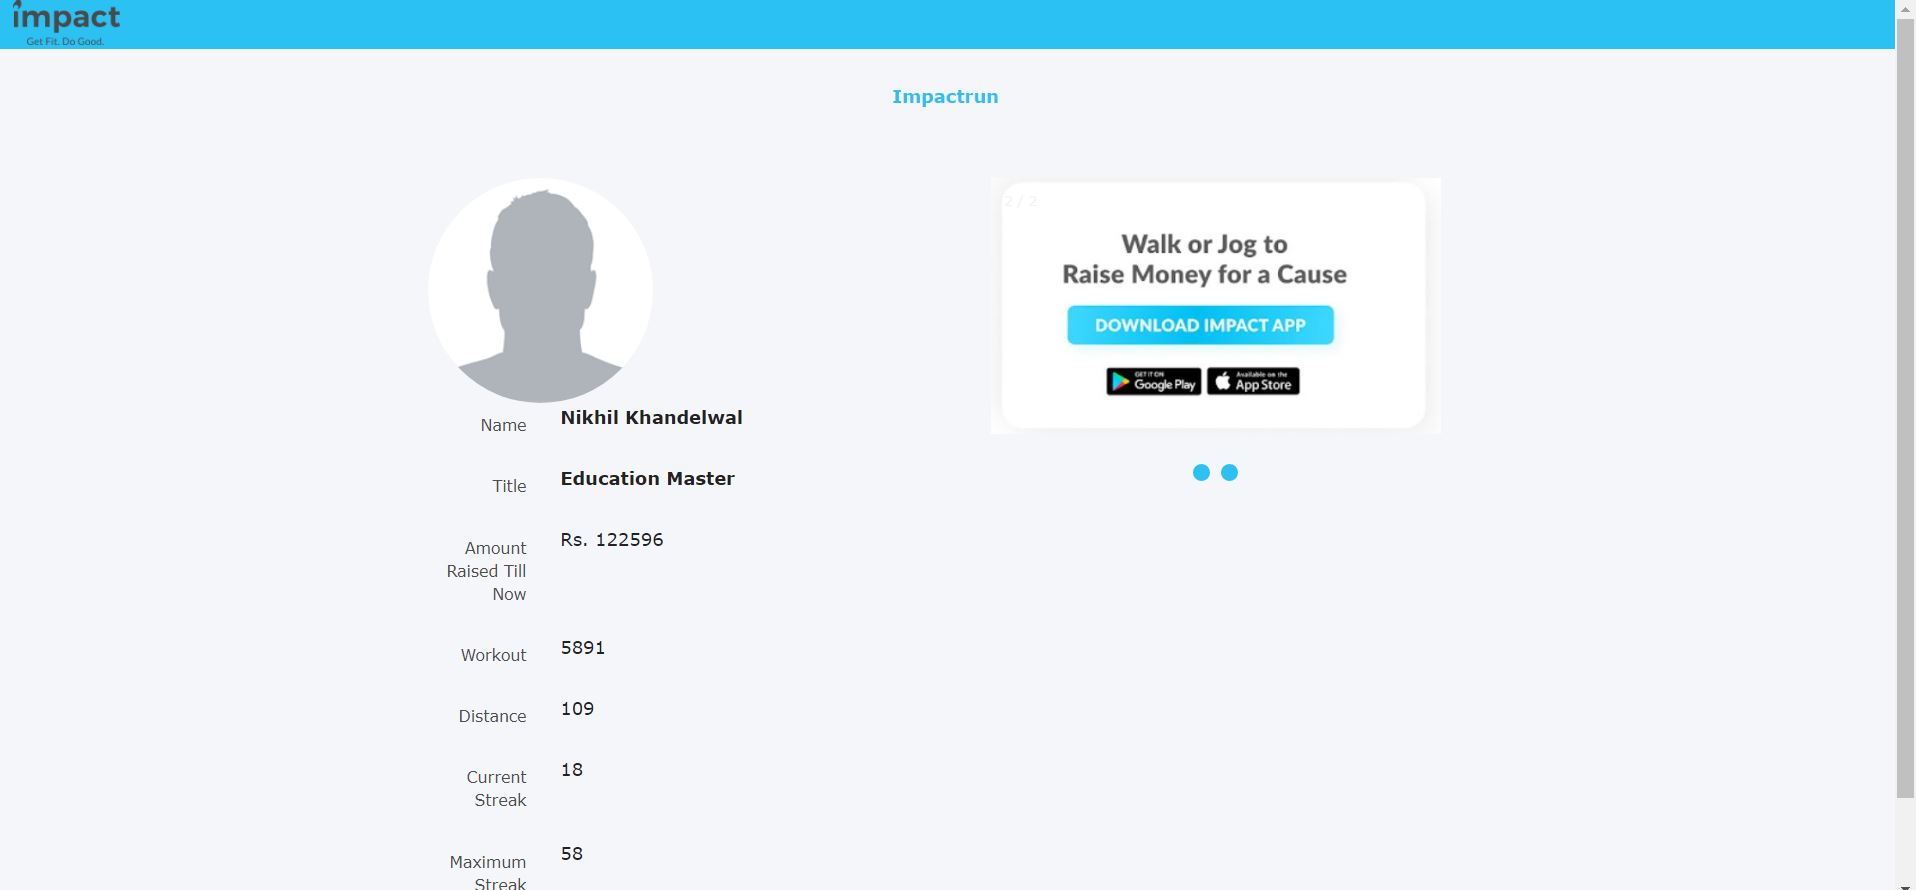 impact
Get Fit. Do Good.
Impactrun
2 / 2
Walk or Jog to
Raise Money for a Cause
DOWNLOAD IMPACT APP
GET IT ON
Google Play
Available on the
App Store
Name
Nikhil Khandelwal
Title
Education Master
Amount
Raised Till
Now
Rs. 122596
Workout
5891
Distance
109
Current
Streak
18
Maximum
Streak
58